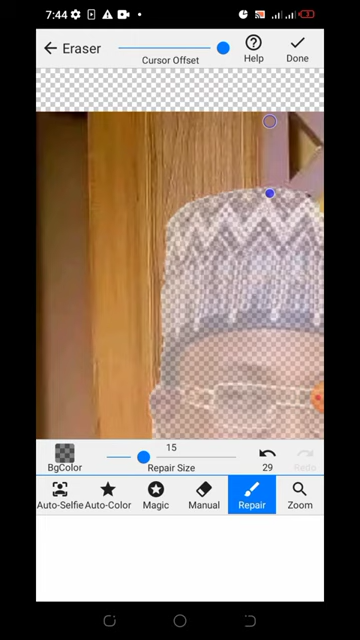 7:44
Eraser
Cursor Offset
Help
Done
BgColor
15
Repair Size
29
Redo
Auto-Selfie
Auto-Color
Magic
Manual
Repair
Zoom